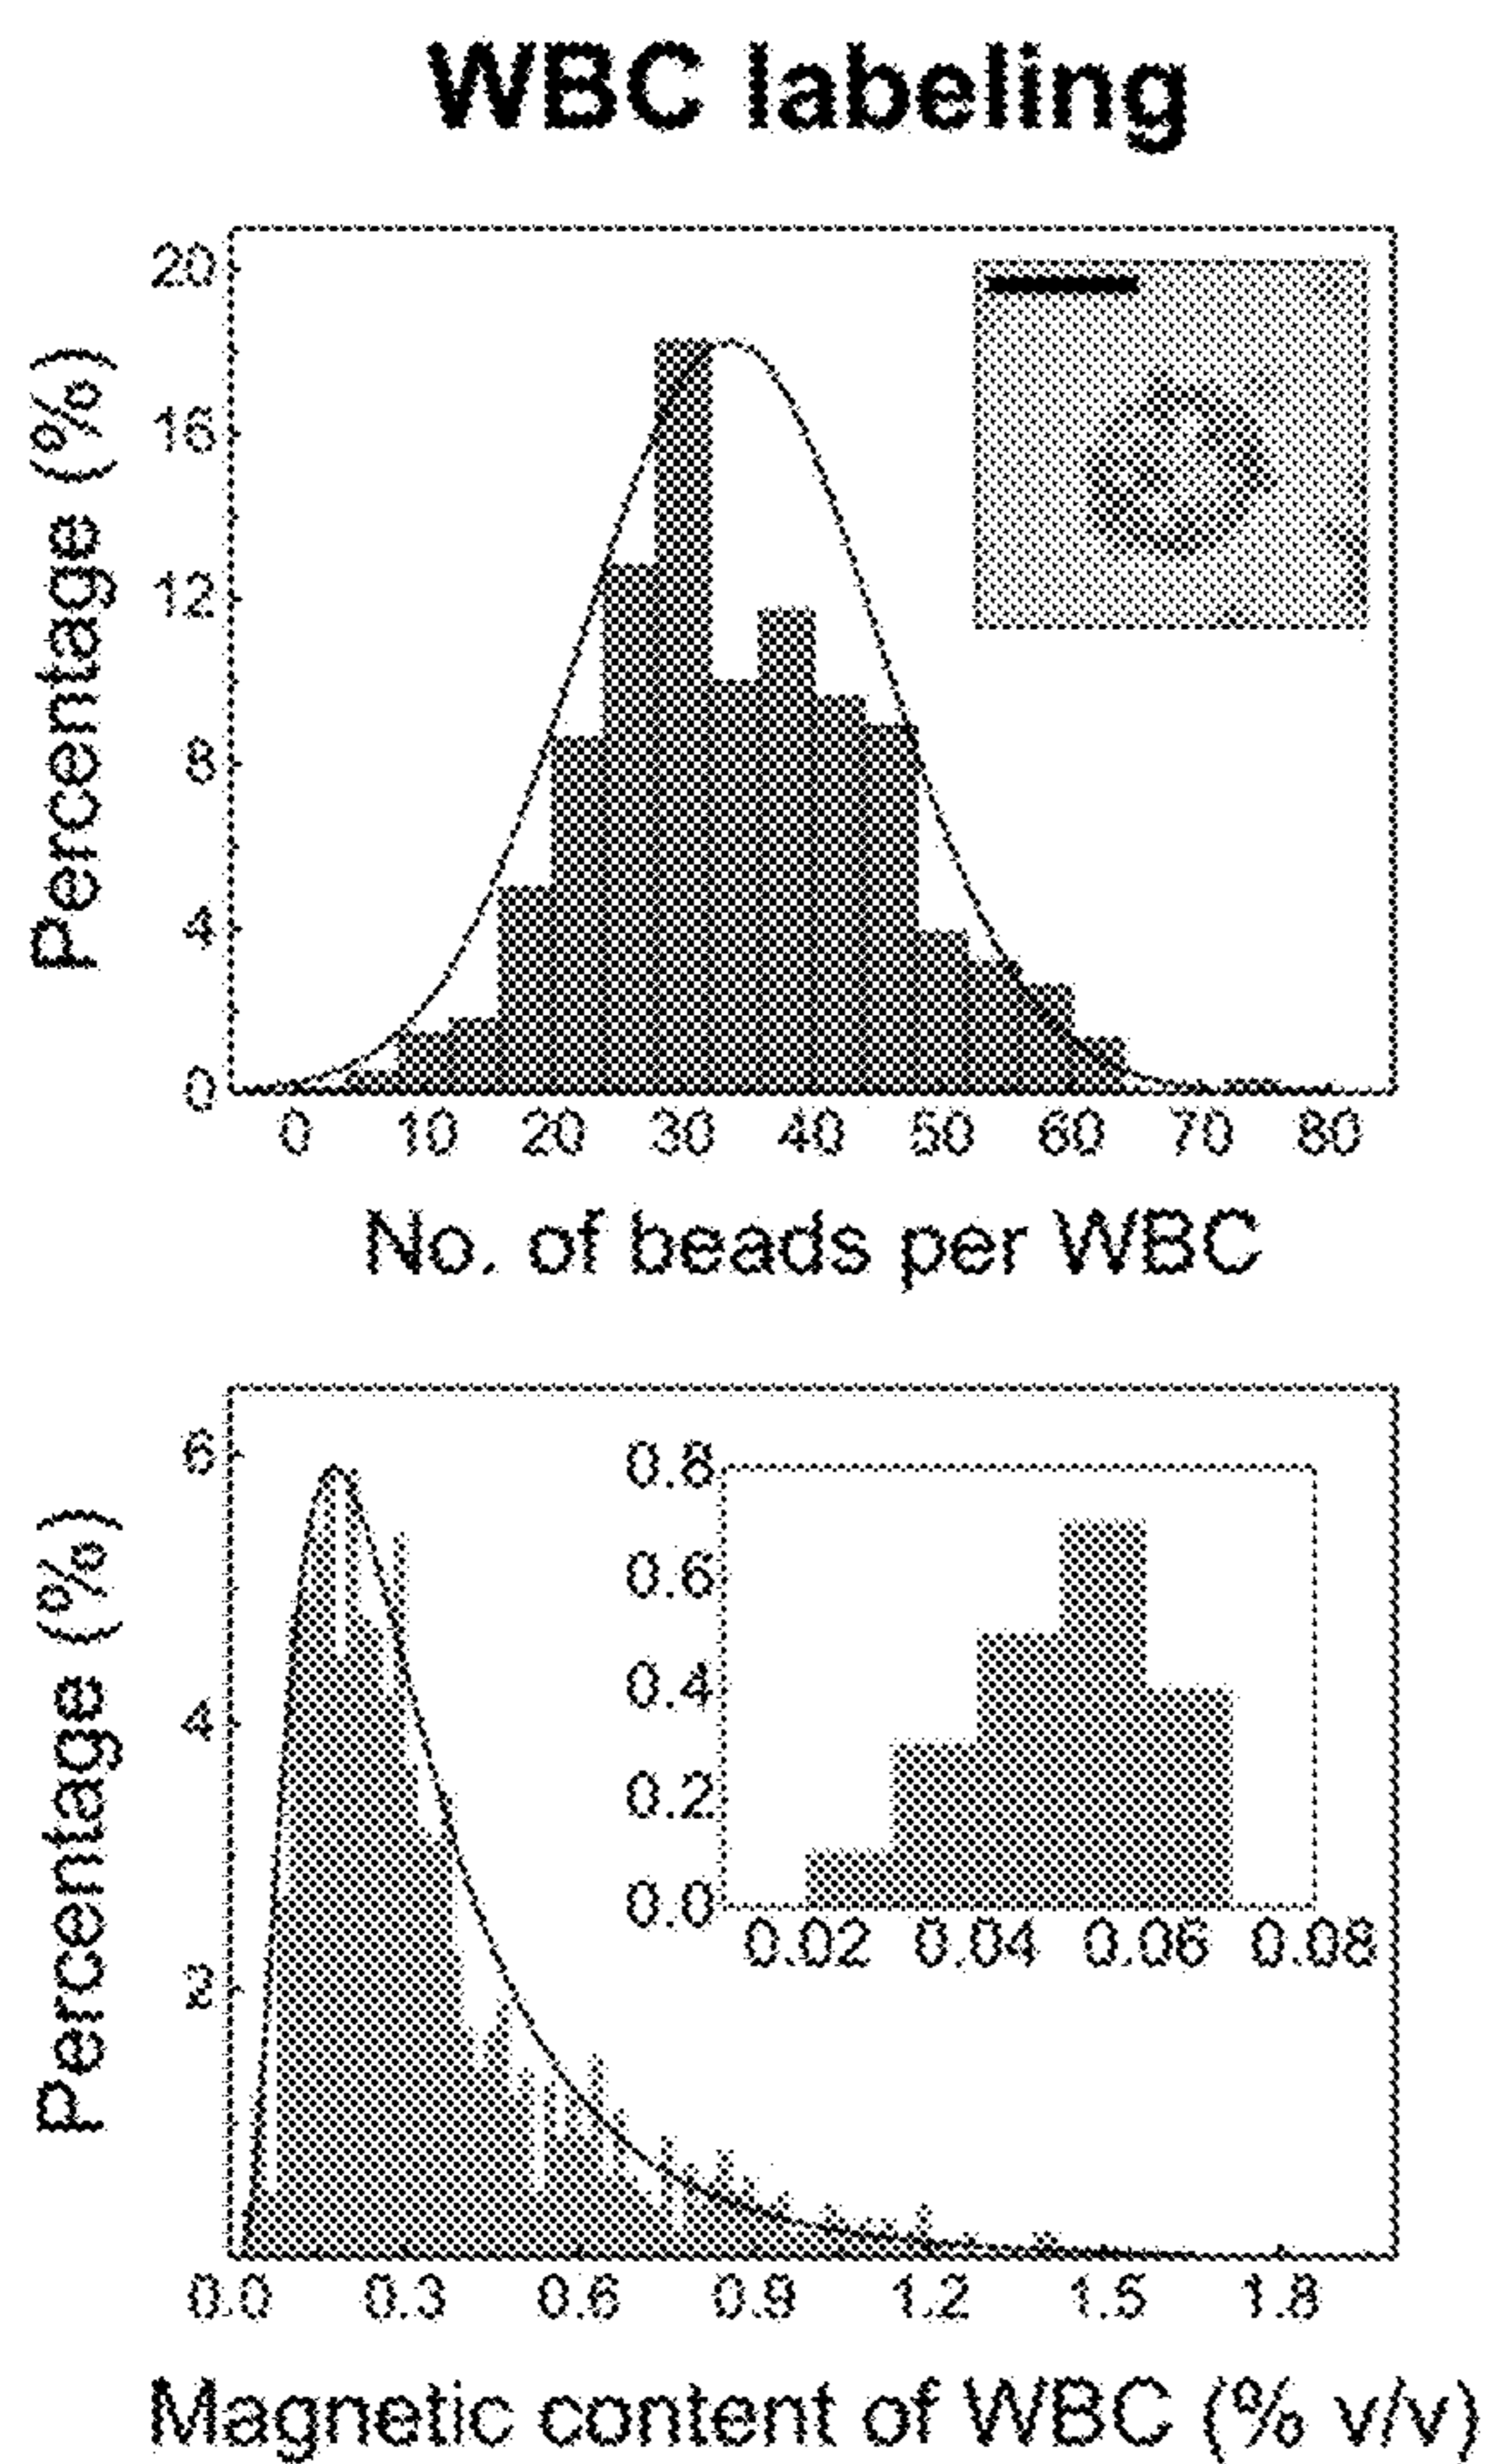 WBC labeling
Percentage (%)
20
16
12
8
4
0
0 10 20 30 40 50 60 70 80
No. of beads per WBC
Percentage (%)
6
4
2
0.8
0.6
0.4
0.2
0.0
0.02 0.04 0.06 0.08
0.0 0.3 0.6 0.9 1.2 1.5 1.8
Magnetic content of WBC (% v/v)